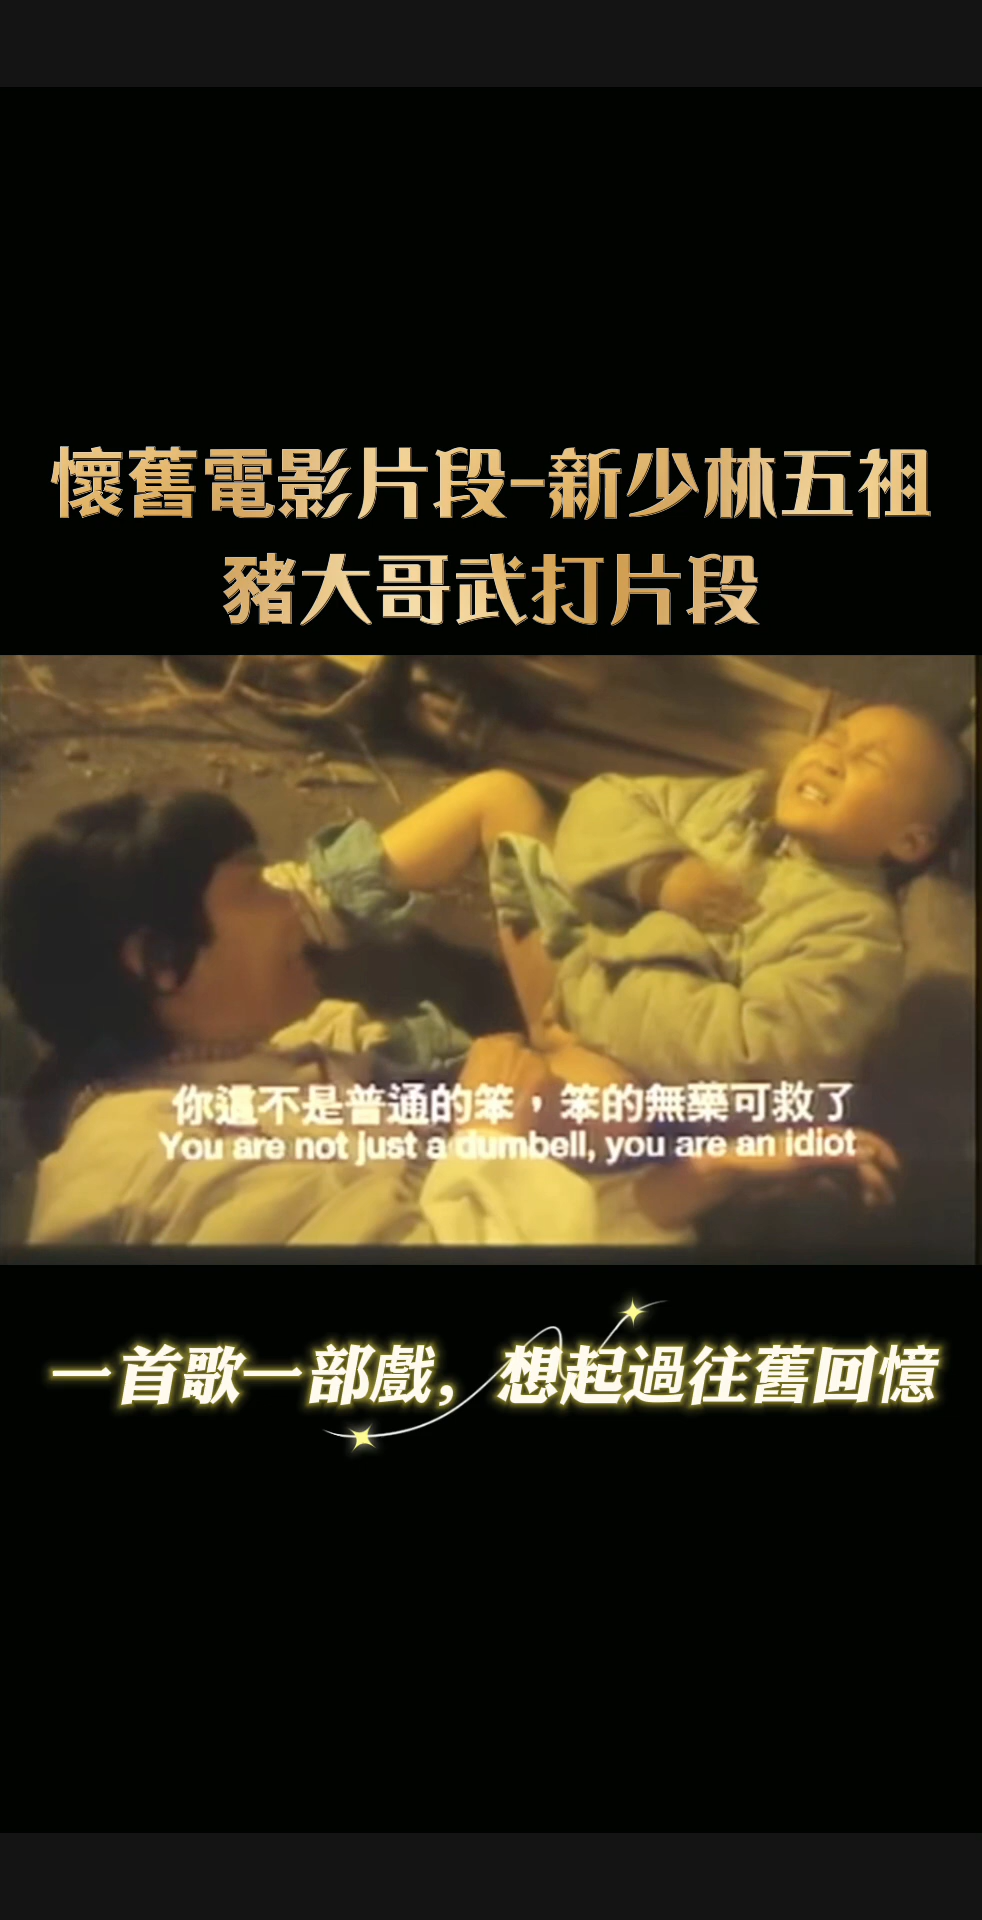 懷舊電影片段-新少林五祖
豬大哥武打片段
你這不是普通的笨，笨的無藥可救了
You are not just a dumbell, you are an idiot
一首歌一部戲，想起過往舊回憶